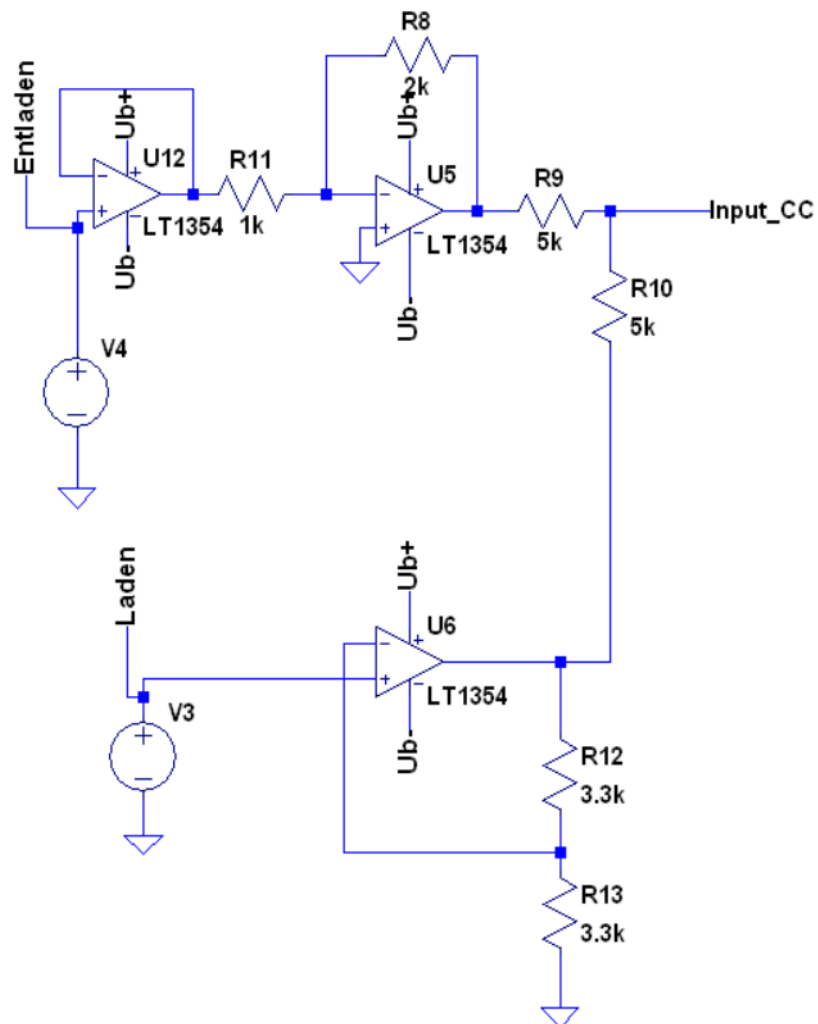 R8
2k
Entladen
Ub+
U12
LT1354
Ub-
R11
1k
Ub+
U5
LT1354
Ub-
R9
5k
Input_CC
R10
5k
V4
Laden
V3
Ub+
U6
LT1354
Ub-
R12
3.3k
R13
3.3k